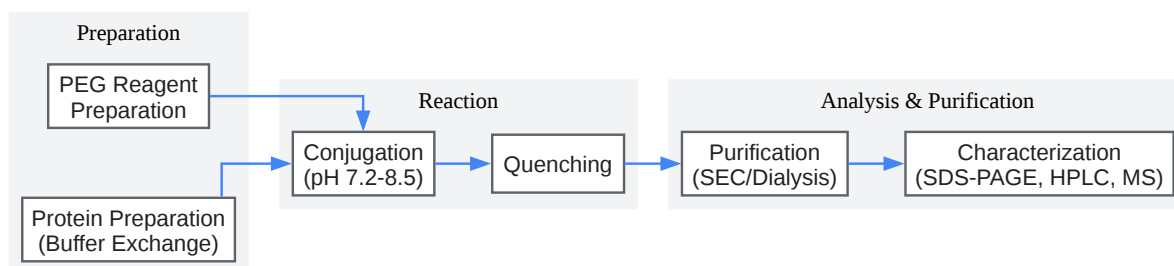 Preparation
PEG Reagent
Preparation
Protein Preparation
(Buffer Exchange)
Reaction
Conjugation
(pH 7.2-8.5)
Quenching
Analysis & Purification
Purification
(SEC/Dialysis)
Characterization
(SDS-PAGE, HPLC, MS)